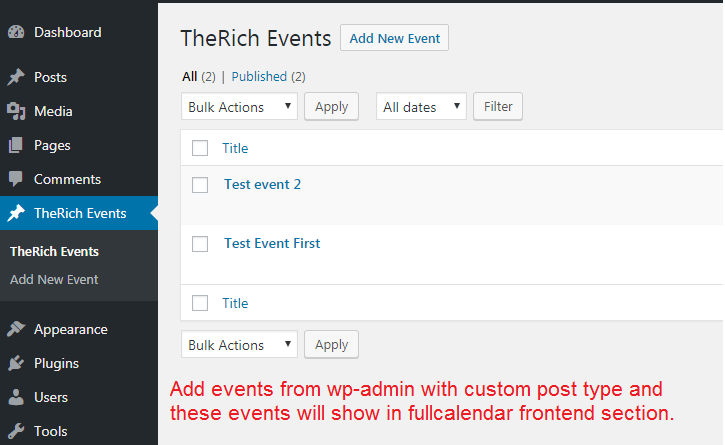 Dashboard
Posts
Media
Pages
Comments
TheRich Events
TheRich Events
Add New Event
Appearance
Plugins
Users
Tools
TheRich Events Add New Event
All (2) | Published (2)
Bulk Actions Apply All dates Filter
Title
Test event 2
Test Event First
Title
Bulk Actions Apply
Add events from wp-admin with custom post type and
these events will show in fullcalendar frontend section.